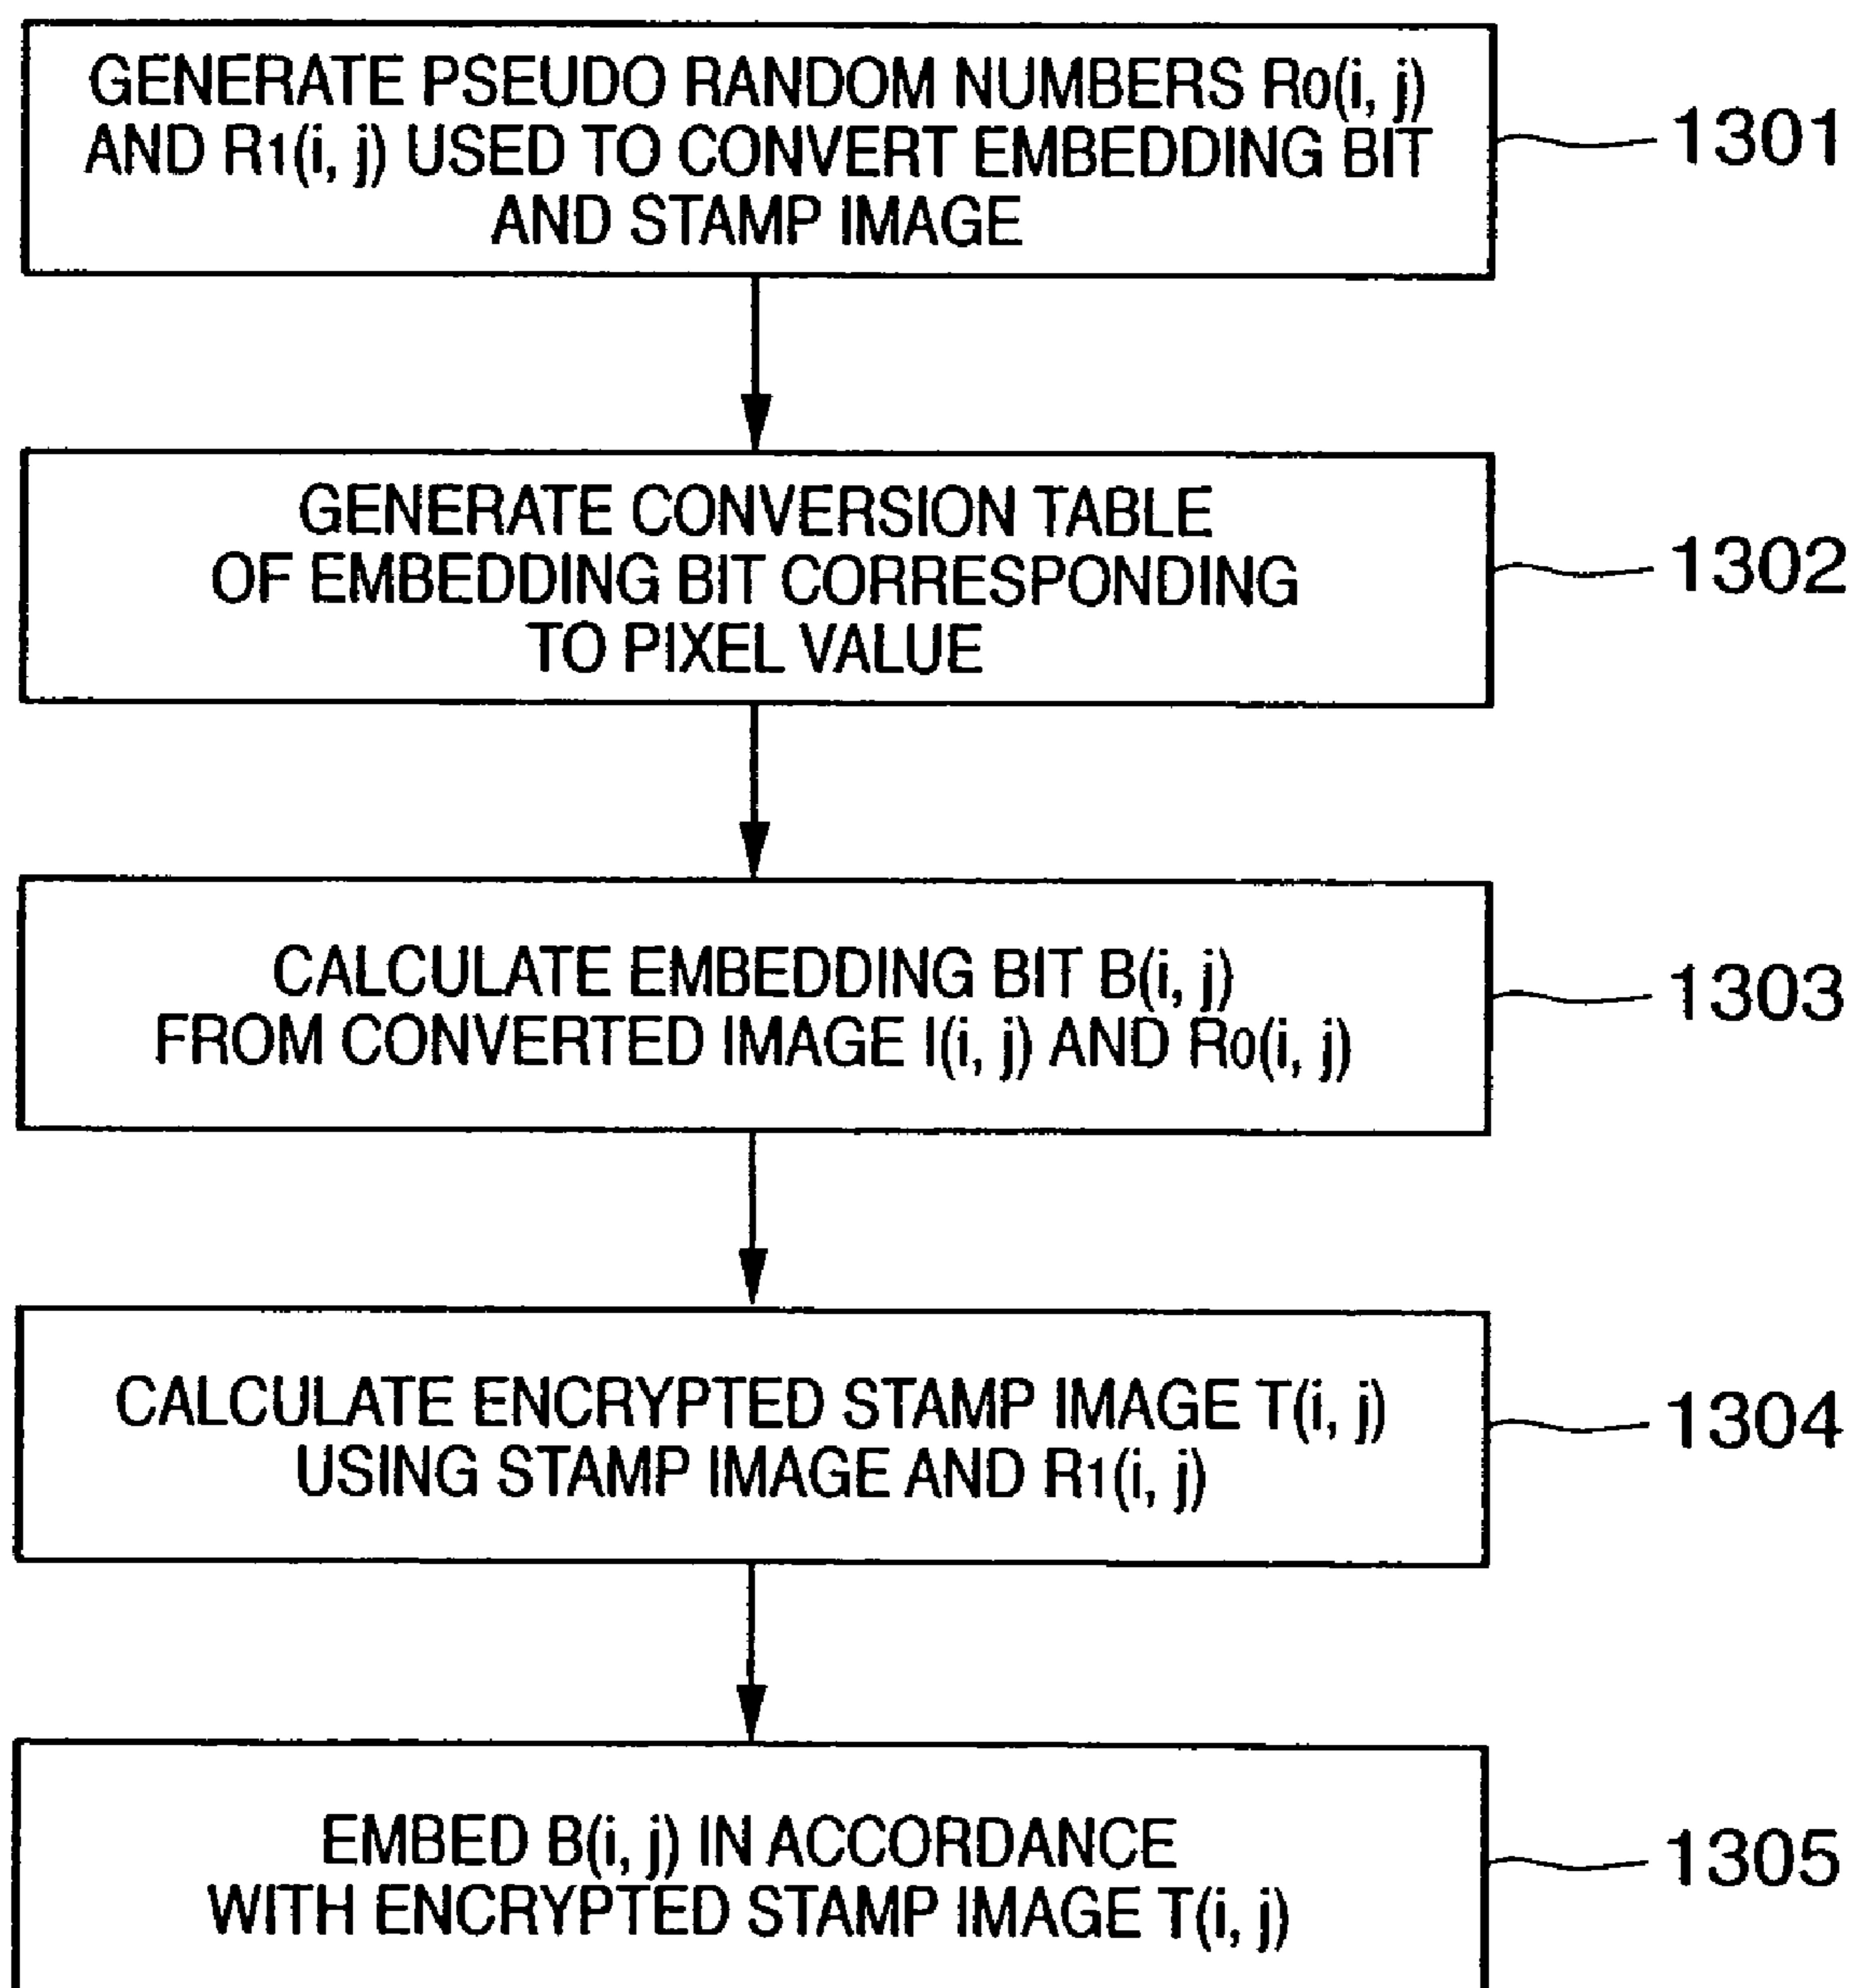 GENERATE PSEUDO RANDOM NUMBERS R0(i, j)
AND R1(i, j) USED TO CONVERT EMBEDDING BIT
AND STAMP IMAGE
1301
GENERATE CONVERSION TABLE
OF EMBEDDING BIT CORRESPONDING
TO PIXEL VALUE
1302
CALCULATE EMBEDDING BIT B(i, j)
FROM CONVERTED IMAGE I(i, j) AND R0(i, j)
1303
CALCULATE ENCRYPTED STAMP IMAGE T(i, j)
USING STAMP IMAGE AND R1(i, j)
1304
EMBED B(i, j) IN ACCORDANCE
WITH ENCRYPTED STAMP IMAGE T(i, j)
1305